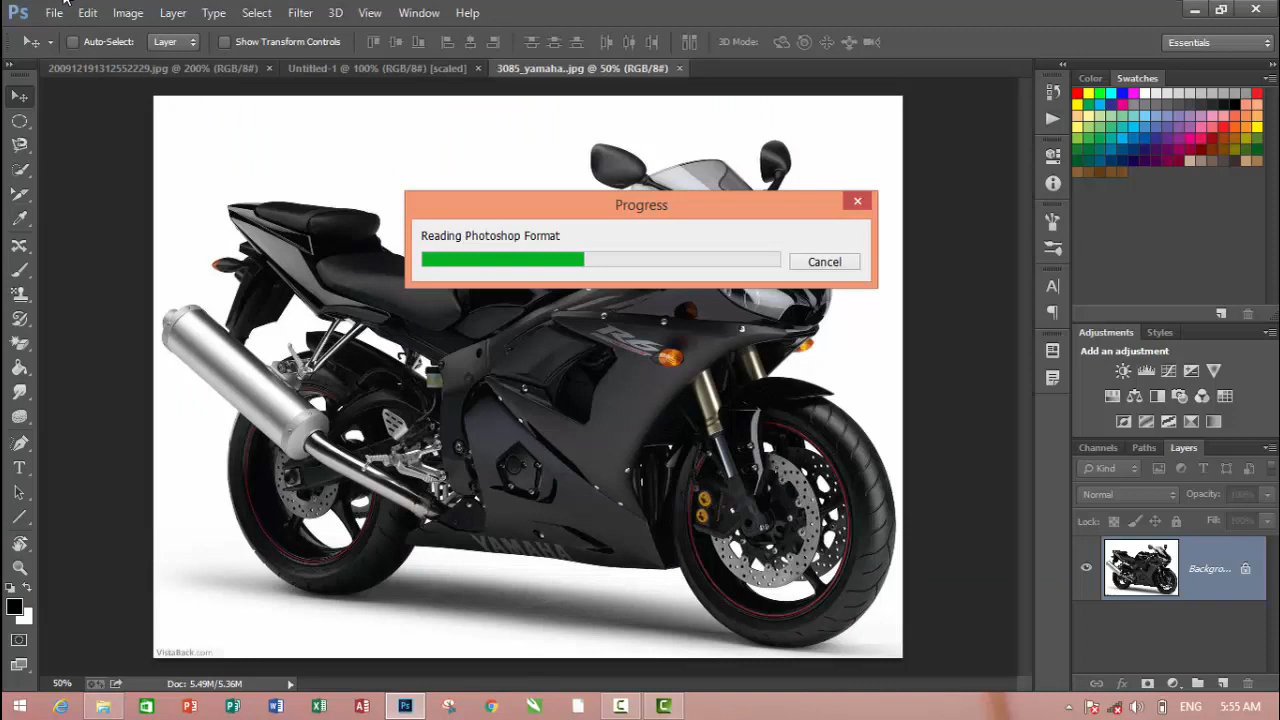 Ps File Edit Image Layer Type Select Filter 3D View Window Help
Auto-Select: Layer Show Transform Controls 3D Mode: Essentials
200912191312552229.jpg @ 200% (RGB/8#) × Untitled-1 @ 100% (RGB/8#) [scaled] × 3085_yamaha..jpg @ 50% (RGB/8#) ×
Color Swatches
Progress
Reading Photoshop Format
Cancel
R6
YAMAHA
VistaBack.com
Adjustments Styles
Add an adjustment
Channels Paths Layers
Kind
Normal Opacity: 100%
Lock: Fill: 100%
Backgro...
50% Doc: 5.49M/5.36M
ENG 5:55 AM